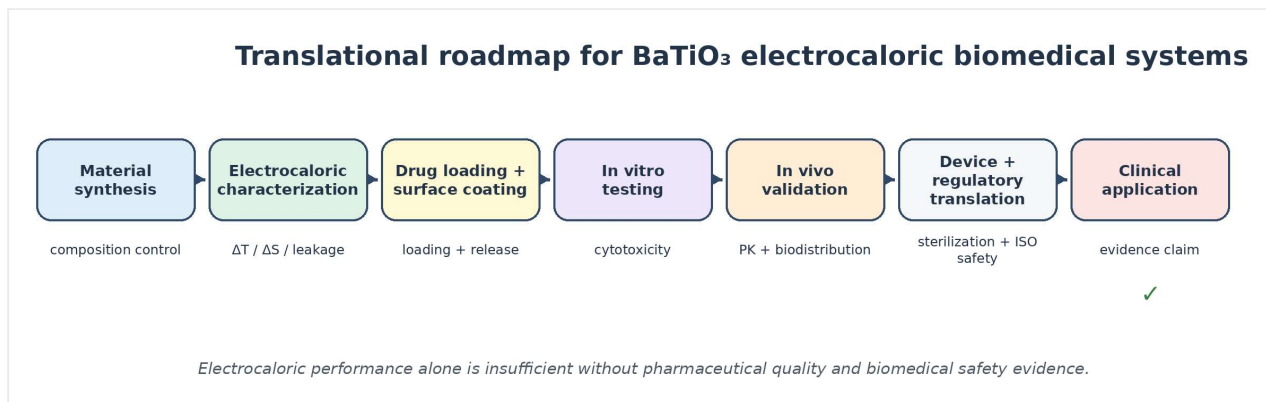 Translational roadmap for BaTiO₃ electrocaloric biomedical systems
Material
synthesis
Electrocaloric
characterization
Drug loading +
surface coating
In vitro
testing
In vivo
validation
Device +
regulatory
translation
Clinical
application
composition control
ΔT / ΔS / leakage
loading + release
cytotoxicity
PK + biodistribution
sterilization + ISO
safety
evidence claim
✓
Electrocaloric performance alone is insufficient without pharmaceutical quality and biomedical safety evidence.